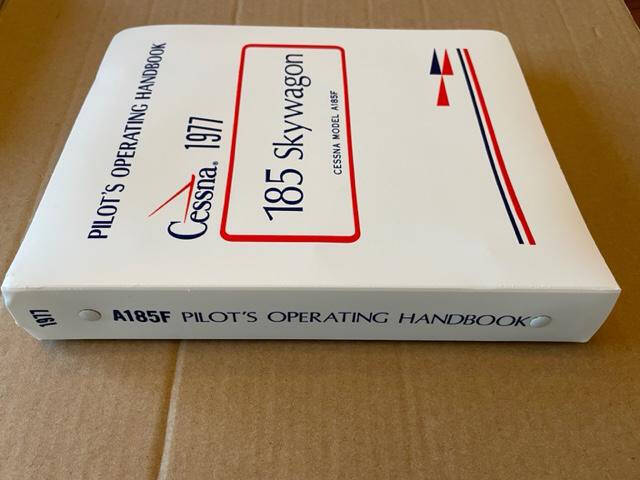 PILOT'S OPERATING HANDBOOK
Cessna® 1977
185 Skywagon
CESSNA MODEL A185F
1977 A185F PILOT'S OPERATING HANDBOOK